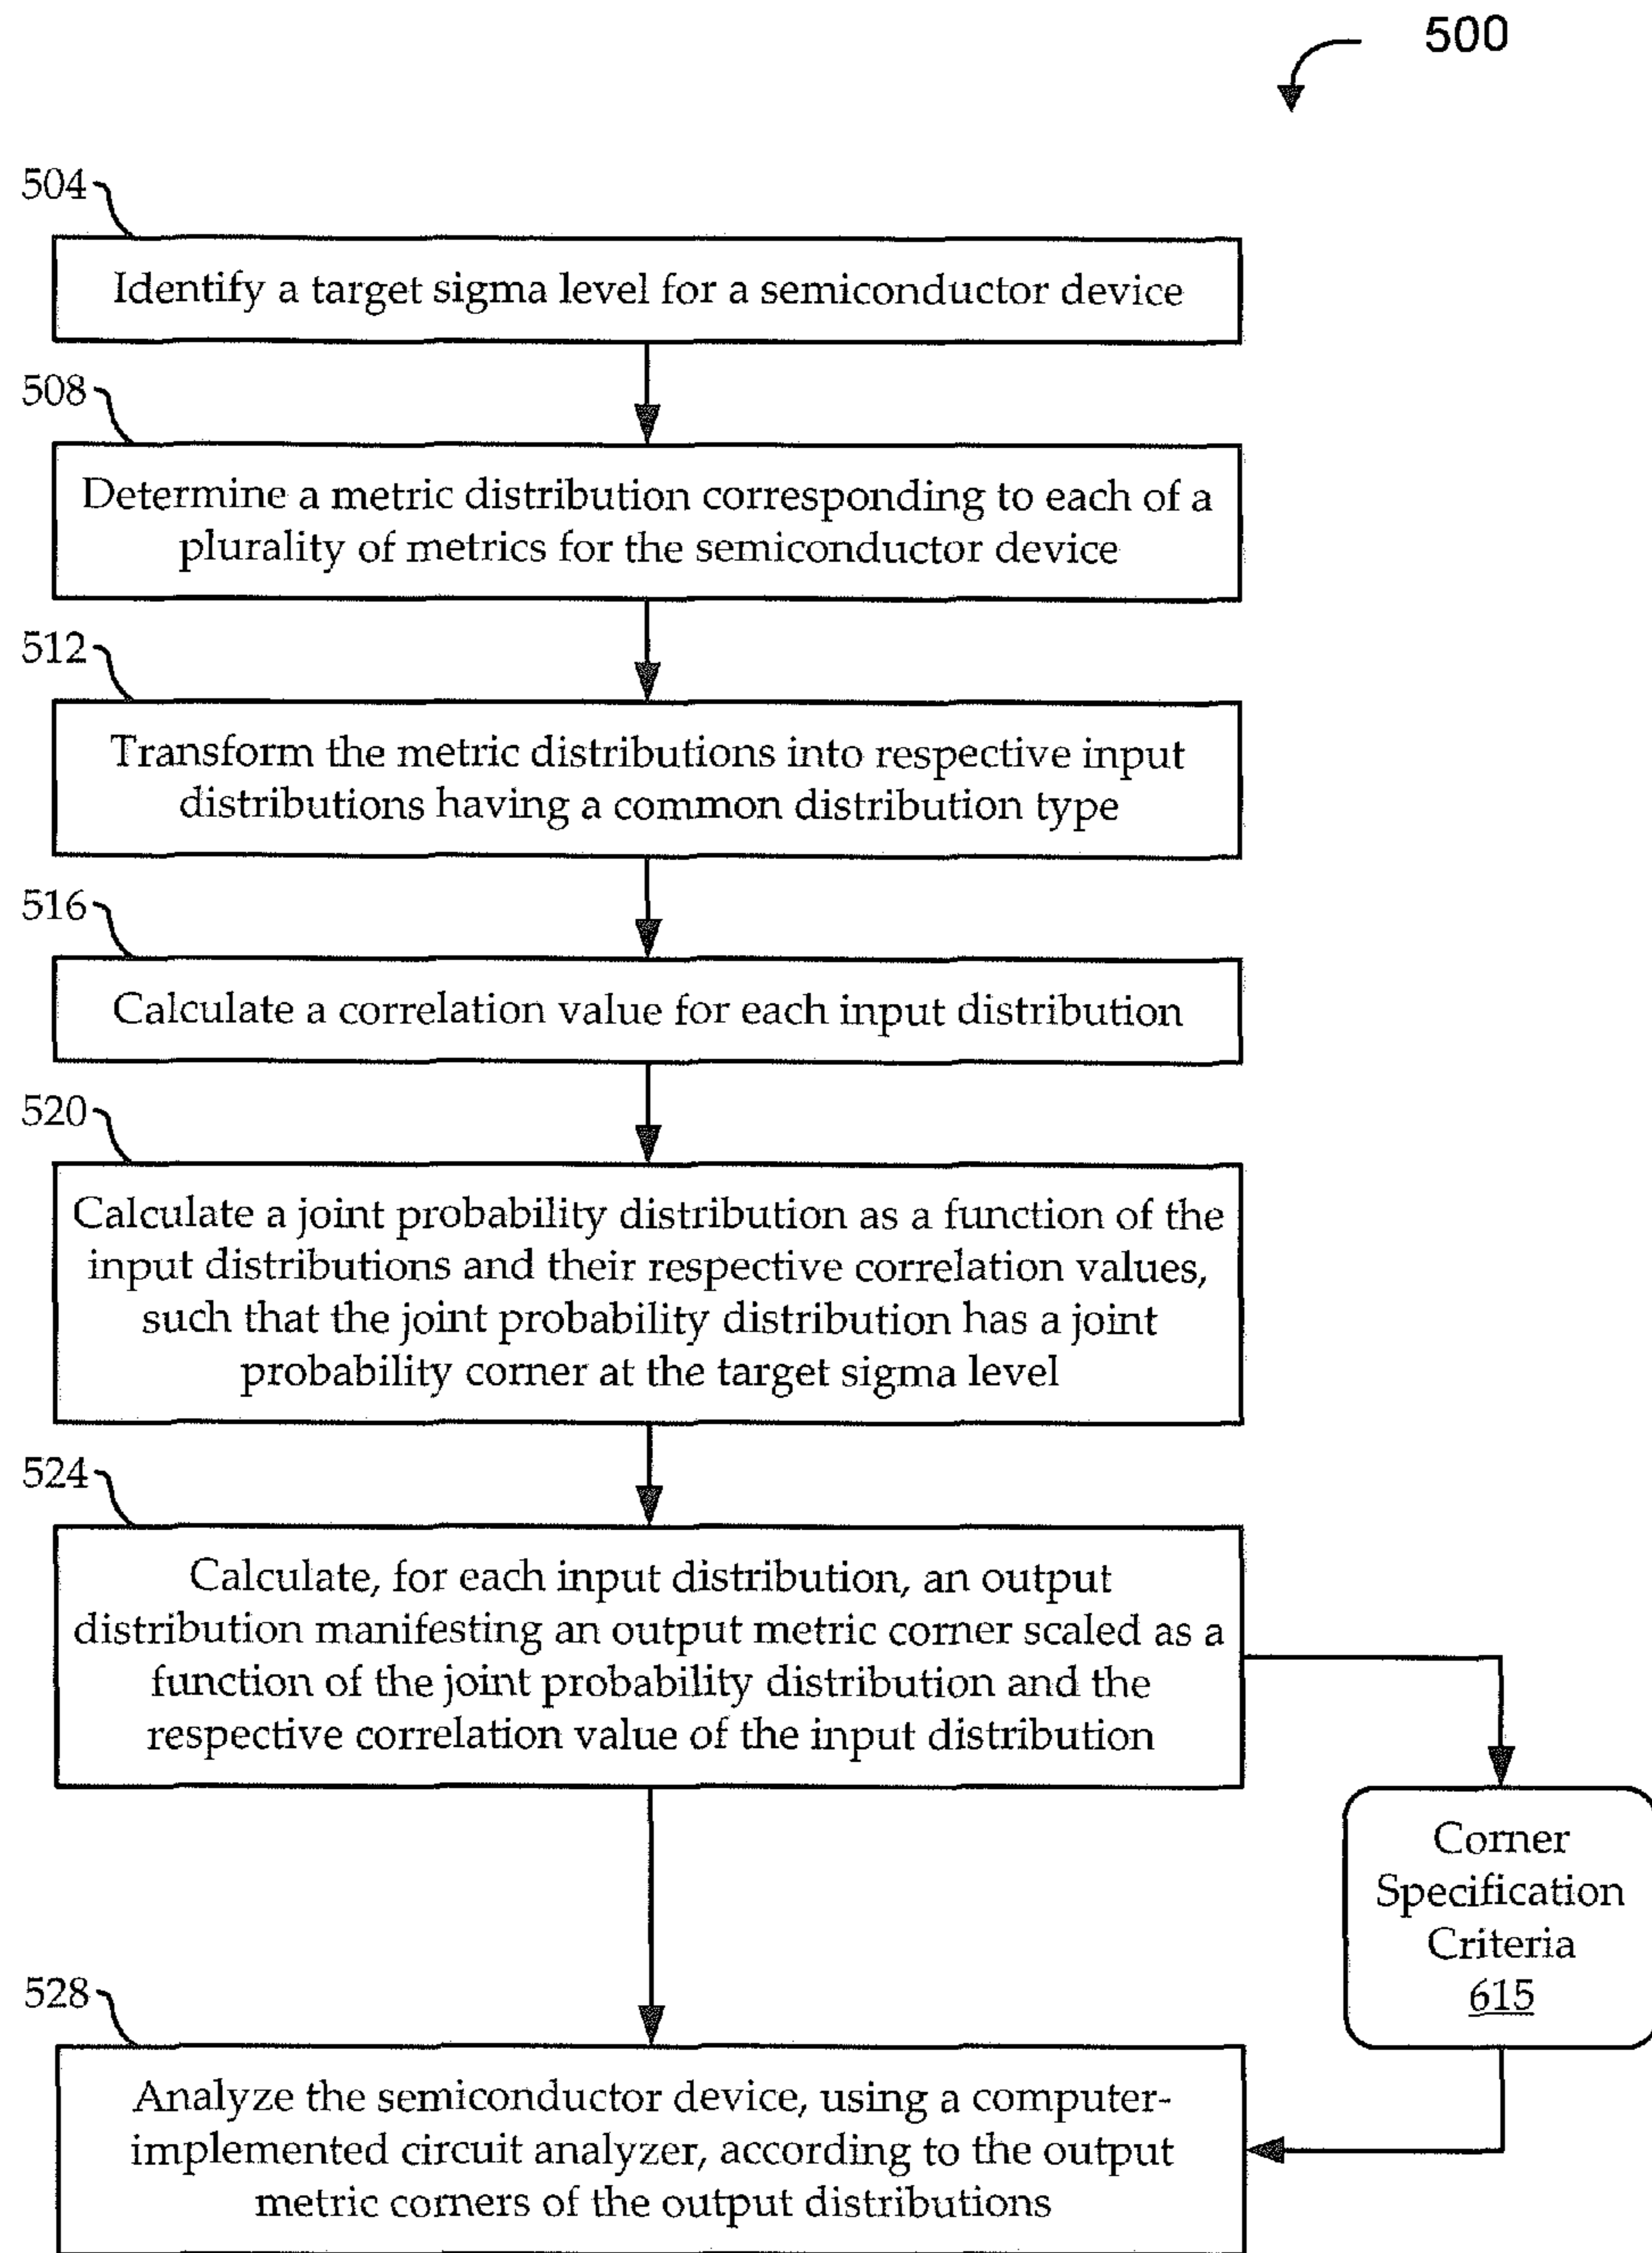 500
504
Identify a target sigma level for a semiconductor device
508
Determine a metric distribution corresponding to each of a
plurality of metrics for the semiconductor device
512
Transform the metric distributions into respective input
distributions having a common distribution type
516
Calculate a correlation value for each input distribution
520
Calculate a joint probability distribution as a function of the
input distributions and their respective correlation values,
such that the joint probability distribution has a joint
probability corner at the target sigma level
524
Calculate, for each input distribution, an output
distribution manifesting an output metric corner scaled as a
function of the joint probability distribution and the
respective correlation value of the input distribution
Corner
Specification
Criteria
615
528
Analyze the semiconductor device, using a computer-
implemented circuit analyzer, according to the output
metric corners of the output distributions